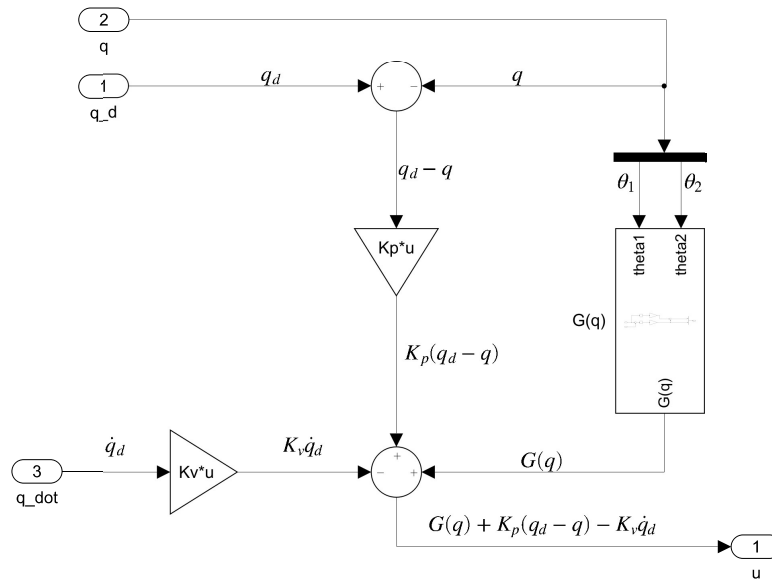 2
q
1
q_d
q_d
+
−
q
q_d − q
θ_1
θ_2
Kp*u
theta1
theta2
G(q)
G(q)
K_p(q_d − q)
3
q_dot
q̇_d
Kv*u
K_v q̇_d
+
−
+
G(q)
G(q) + K_p(q_d − q) − K_v q̇_d
1
u